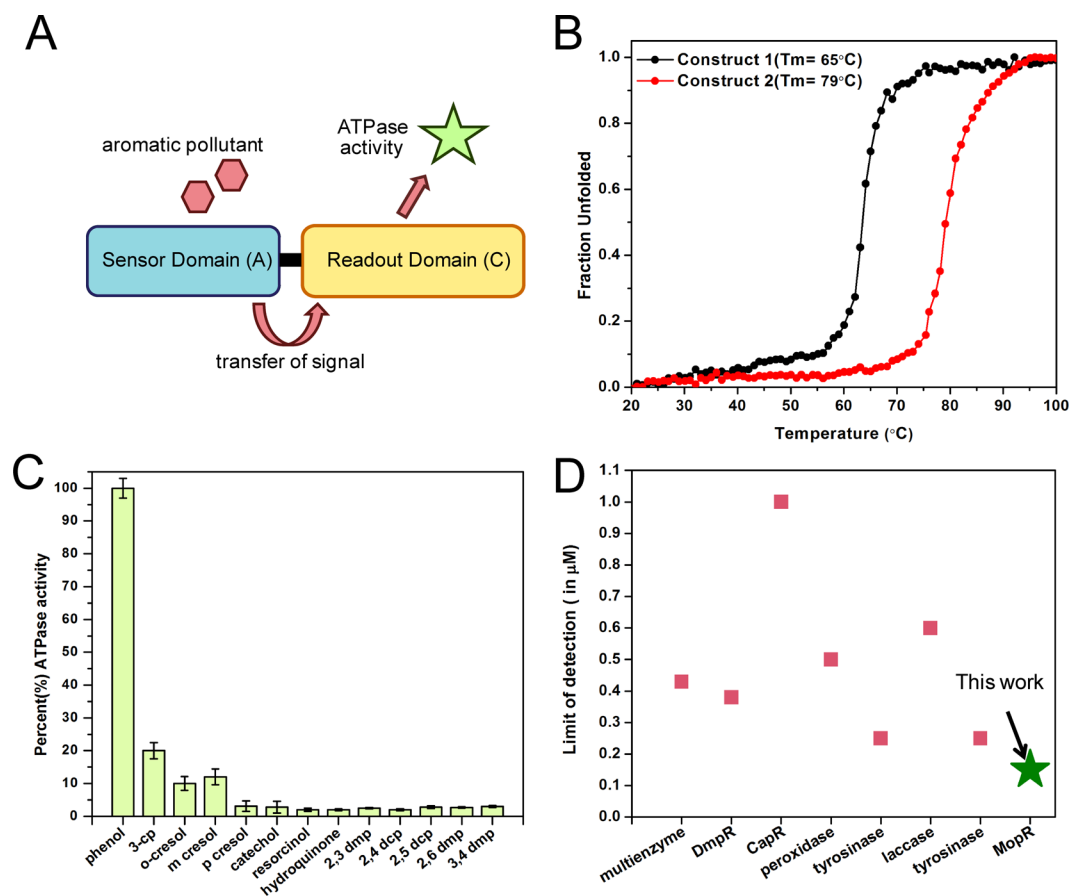 A
aromatic pollutant
ATPase
activity
Sensor Domain (A)
Readout Domain (C)
transfer of signal
B
Construct 1(Tm= 65°C)
Construct 2(Tm= 79°C)
Fraction Unfolded
1.0
0.8
0.6
0.4
0.2
0.0
20 30 40 50 60 70 80 90 100
Temperature (°C)
C
Percent(%) ATPase activity
100
90
80
70
60
50
40
30
20
10
0
phenol
3-cp
o-cresol
m cresol
p cresol
catechol
resorcinol
hydroquinone
2,3 dmp
2,4 dcp
2,5 dcp
2,6 dmp
3,4 dmp
D
Limit of detection ( in µM)
1.1
1.0
0.9
0.8
0.7
0.6
0.5
0.4
0.3
0.2
0.1
0.0
This work
multienzyme
DmpR
CapR
peroxidase
tyrosinase
laccase
tyrosinase
MopR